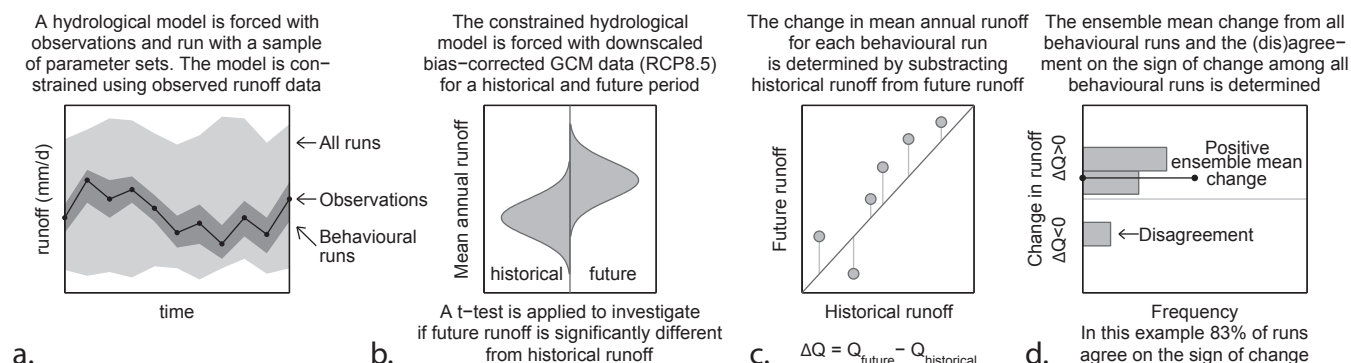 A hydrological model is forced with
observations and run with a sample
of parameter sets. The model is con−
strained using observed runoff data
runoff (mm/d)
All runs
Observations
Behavioural
runs
time
a.
The constrained hydrological
model is forced with downscaled
bias−corrected GCM data (RCP8.5)
for a historical and future period
Mean annual runoff
historical
future
A t−test is applied to investigate
if future runoff is significantly different
from historical runoff
b.
The change in mean annual runoff
for each behavioural run
is determined by substracting
historical runoff from future runoff
Future runoff
Historical runoff
ΔQ = Qfuture − Qhistorical
c.
The ensemble mean change from all
behavioural runs and the (dis)agree−
ment on the sign of change among all
behavioural runs is determined
Change in runoff
ΔQ<0 ΔQ>0
Positive
ensemble mean
change
Disagreement
Frequency
In this example 83% of runs
agree on the sign of change
d.